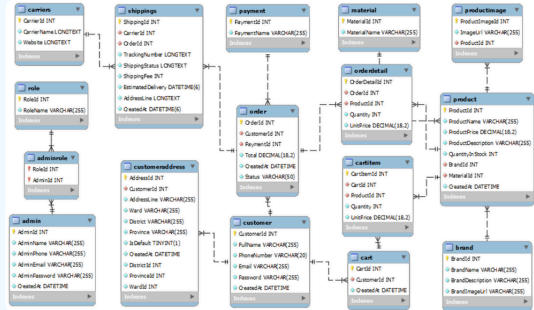 carriers
CarrierId INT
CarrierName LONGTEXT
Website LONGTEXT
Indexes
shippings
ShippingId INT
CarrierId INT
OrderId INT
TrackingNumber LONGTEXT
ShippingStatus LONGTEXT
ShippingFee INT
EstimatedDelivery DATETIME(6)
AddressLine LONGTEXT
CreatedAt DATETIME(6)
Indexes
payment
PaymentId INT
PaymentName VARCHAR(255)
Indexes
material
MaterialId INT
MaterialName VARCHAR(255)
Indexes
productimage
ProductImageId INT
ImageUrl VARCHAR(255)
ProductId INT
Indexes
role
RoleId INT
RoleName VARCHAR(255)
Indexes
orderdetail
OrderDetailId INT
OrderId INT
ProductId INT
Quantity INT
UnitPrice DECIMAL(18,2)
Indexes
product
ProductId INT
ProductName VARCHAR(255)
ProductPrice DECIMAL(18,2)
ProductDescription VARCHAR(255)
QuantityInStock INT
BrandId INT
MaterialId INT
CreatedAt DATETIME
Indexes
order
OrderId INT
CustomerId INT
PaymentId INT
Total DECIMAL(18,2)
CreatedAt DATETIME
Status VARCHAR(50)
Indexes
adminrole
RoleId INT
AdminId INT
Indexes
customeraddress
AddressId INT
CustomerId INT
AddressLine VARCHAR(255)
Ward VARCHAR(255)
District VARCHAR(255)
Province VARCHAR(255)
IsDefault TINYINT(1)
CreatedAt DATETIME
DistrictId INT
ProvinceId INT
WardId INT
Indexes
cartitem
CartItemId INT
CartId INT
ProductId INT
Quantity INT
UnitPrice DECIMAL(18,2)
Indexes
admin
AdminId INT
AdminName VARCHAR(255)
AdminPhone VARCHAR(255)
AdminEmail VARCHAR(255)
AdminPassword VARCHAR(255)
CreatedAt DATETIME
Indexes
customer
CustomerId INT
FullName VARCHAR(255)
PhoneNumber VARCHAR(20)
Email VARCHAR(255)
Password VARCHAR(255)
CreatedAt DATETIME
Indexes
cart
CartId INT
CustomerId INT
CreatedAt DATETIME
Indexes
brand
BrandId INT
BrandName VARCHAR(255)
BrandDescription VARCHAR(255)
BrandImageUrl VARCHAR(255)
Indexes